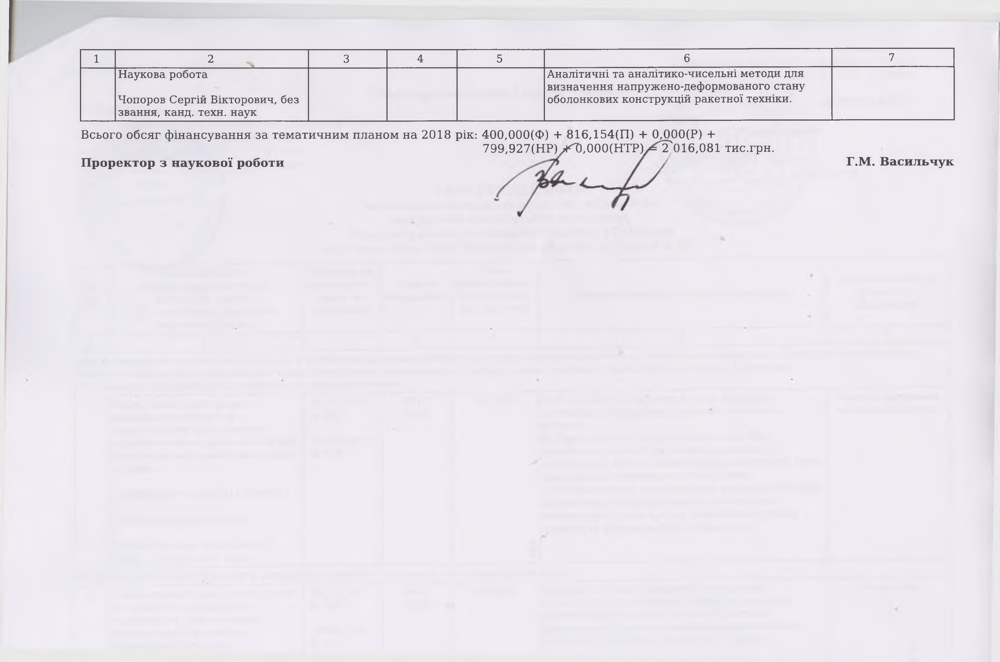 1 2 3 4 5 6 7
Наукова робота
Чопоров Сергій Вікторович, без
звання, канд. техн. наук
Аналітичні та аналітико-чисельні методи для
визначення напружено-деформованого стану
оболонкових конструкцій ракетної техніки.
Всього обсяг фінансування за тематичним планом на 2018 рік: 400,000(Ф) + 816,154(П) + 0,000(Р) +
799,927(НР) + 0,000(НТР) = 2 016,081 тис.грн.
Проректор з наукової роботи Г.М. Васильчук